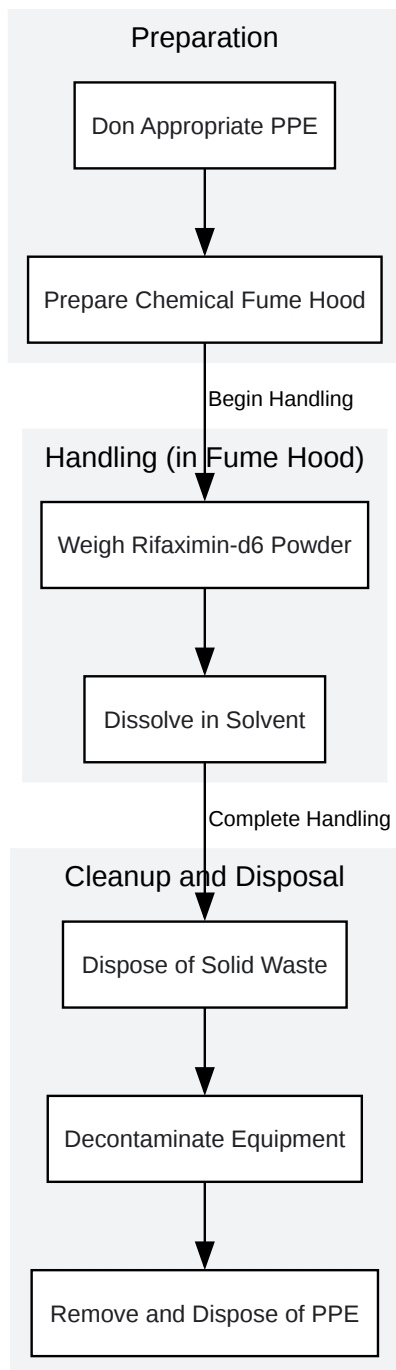 Preparation
Don Appropriate PPE
Prepare Chemical Fume Hood
Begin Handling
Handling (in Fume Hood)
Weigh Rifaximin-d6 Powder
Dissolve in Solvent
Complete Handling
Cleanup and Disposal
Dispose of Solid Waste
Decontaminate Equipment
Remove and Dispose of PPE